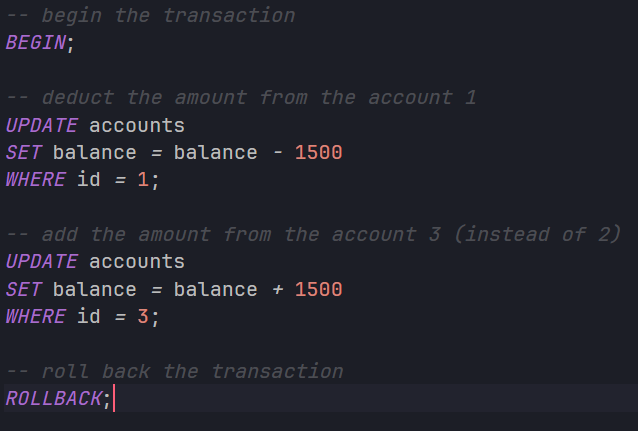 -- begin the transaction
BEGIN;
-- deduct the amount from the account 1
UPDATE accounts
SET balance = balance - 1500
WHERE id = 1;
-- add the amount from the account 3 (instead of 2)
UPDATE accounts
SET balance = balance + 1500
WHERE id = 3;
-- roll back the transaction
ROLLBACK;